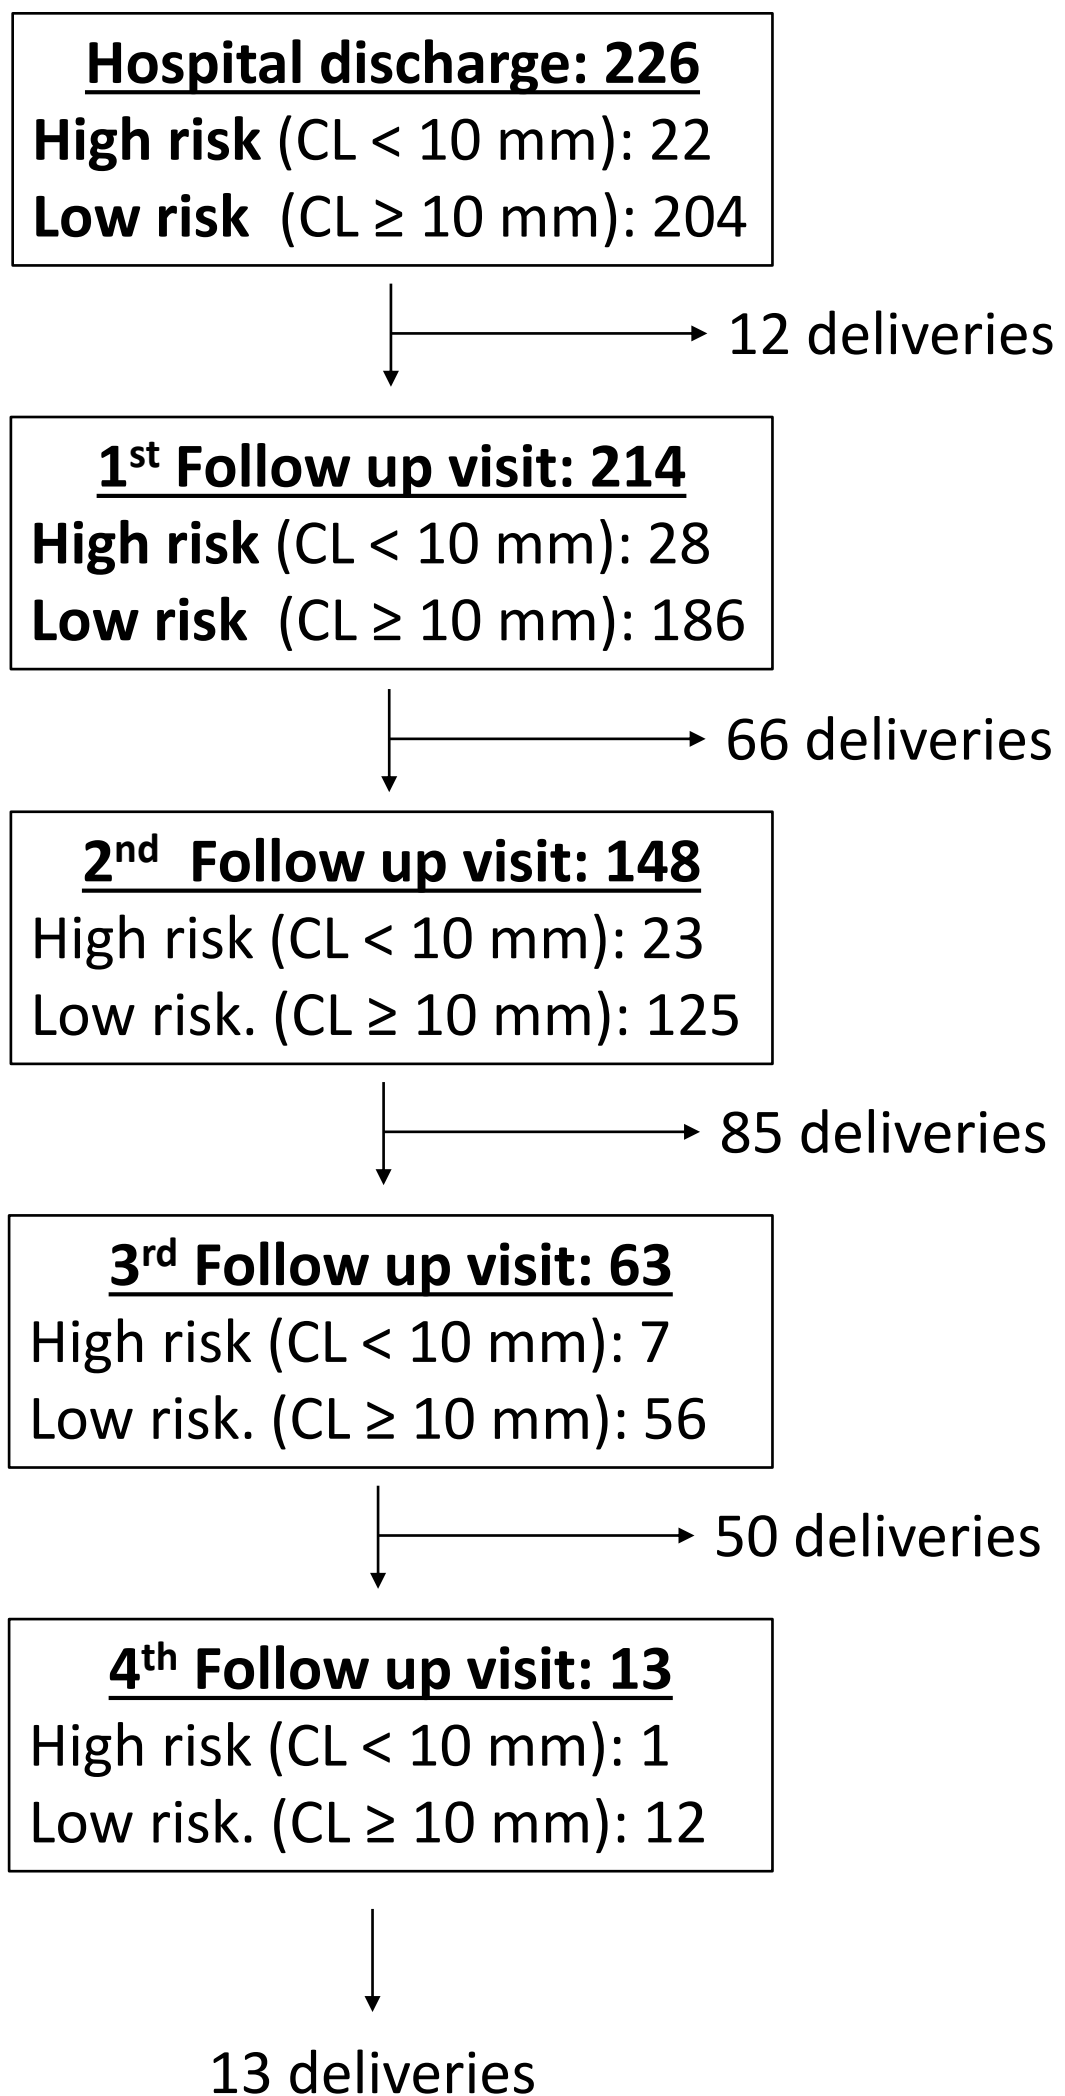 Hospital discharge: 226
High risk (CL < 10 mm): 22
Low risk (CL ≥ 10 mm): 204
12 deliveries
1st Follow up visit: 214
High risk (CL < 10 mm): 28
Low risk (CL ≥ 10 mm): 186
66 deliveries
2nd Follow up visit: 148
High risk (CL < 10 mm): 23
Low risk. (CL ≥ 10 mm): 125
85 deliveries
3rd Follow up visit: 63
High risk (CL < 10 mm): 7
Low risk. (CL ≥ 10 mm): 56
50 deliveries
4th Follow up visit: 13
High risk (CL < 10 mm): 1
Low risk. (CL ≥ 10 mm): 12
13 deliveries